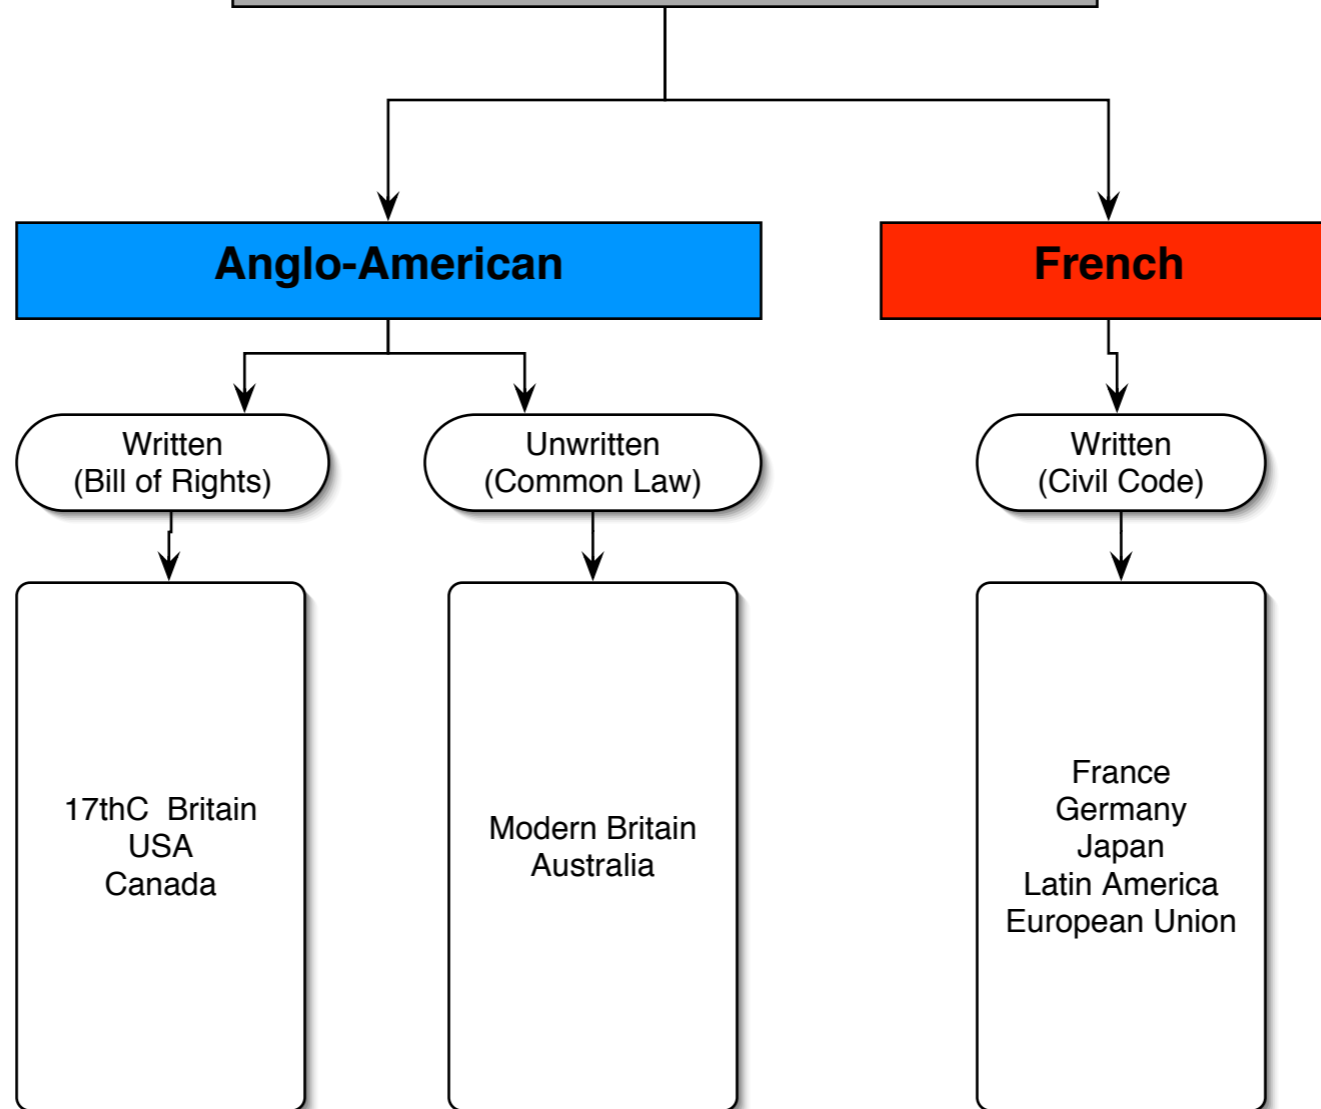 Anglo-American
French
Written
(Bill of Rights)
Unwritten
(Common Law)
Written
(Civil Code)
17thC  Britain
USA
Canada
Modern Britain
Australia
France
Germany
Japan
Latin America
European Union